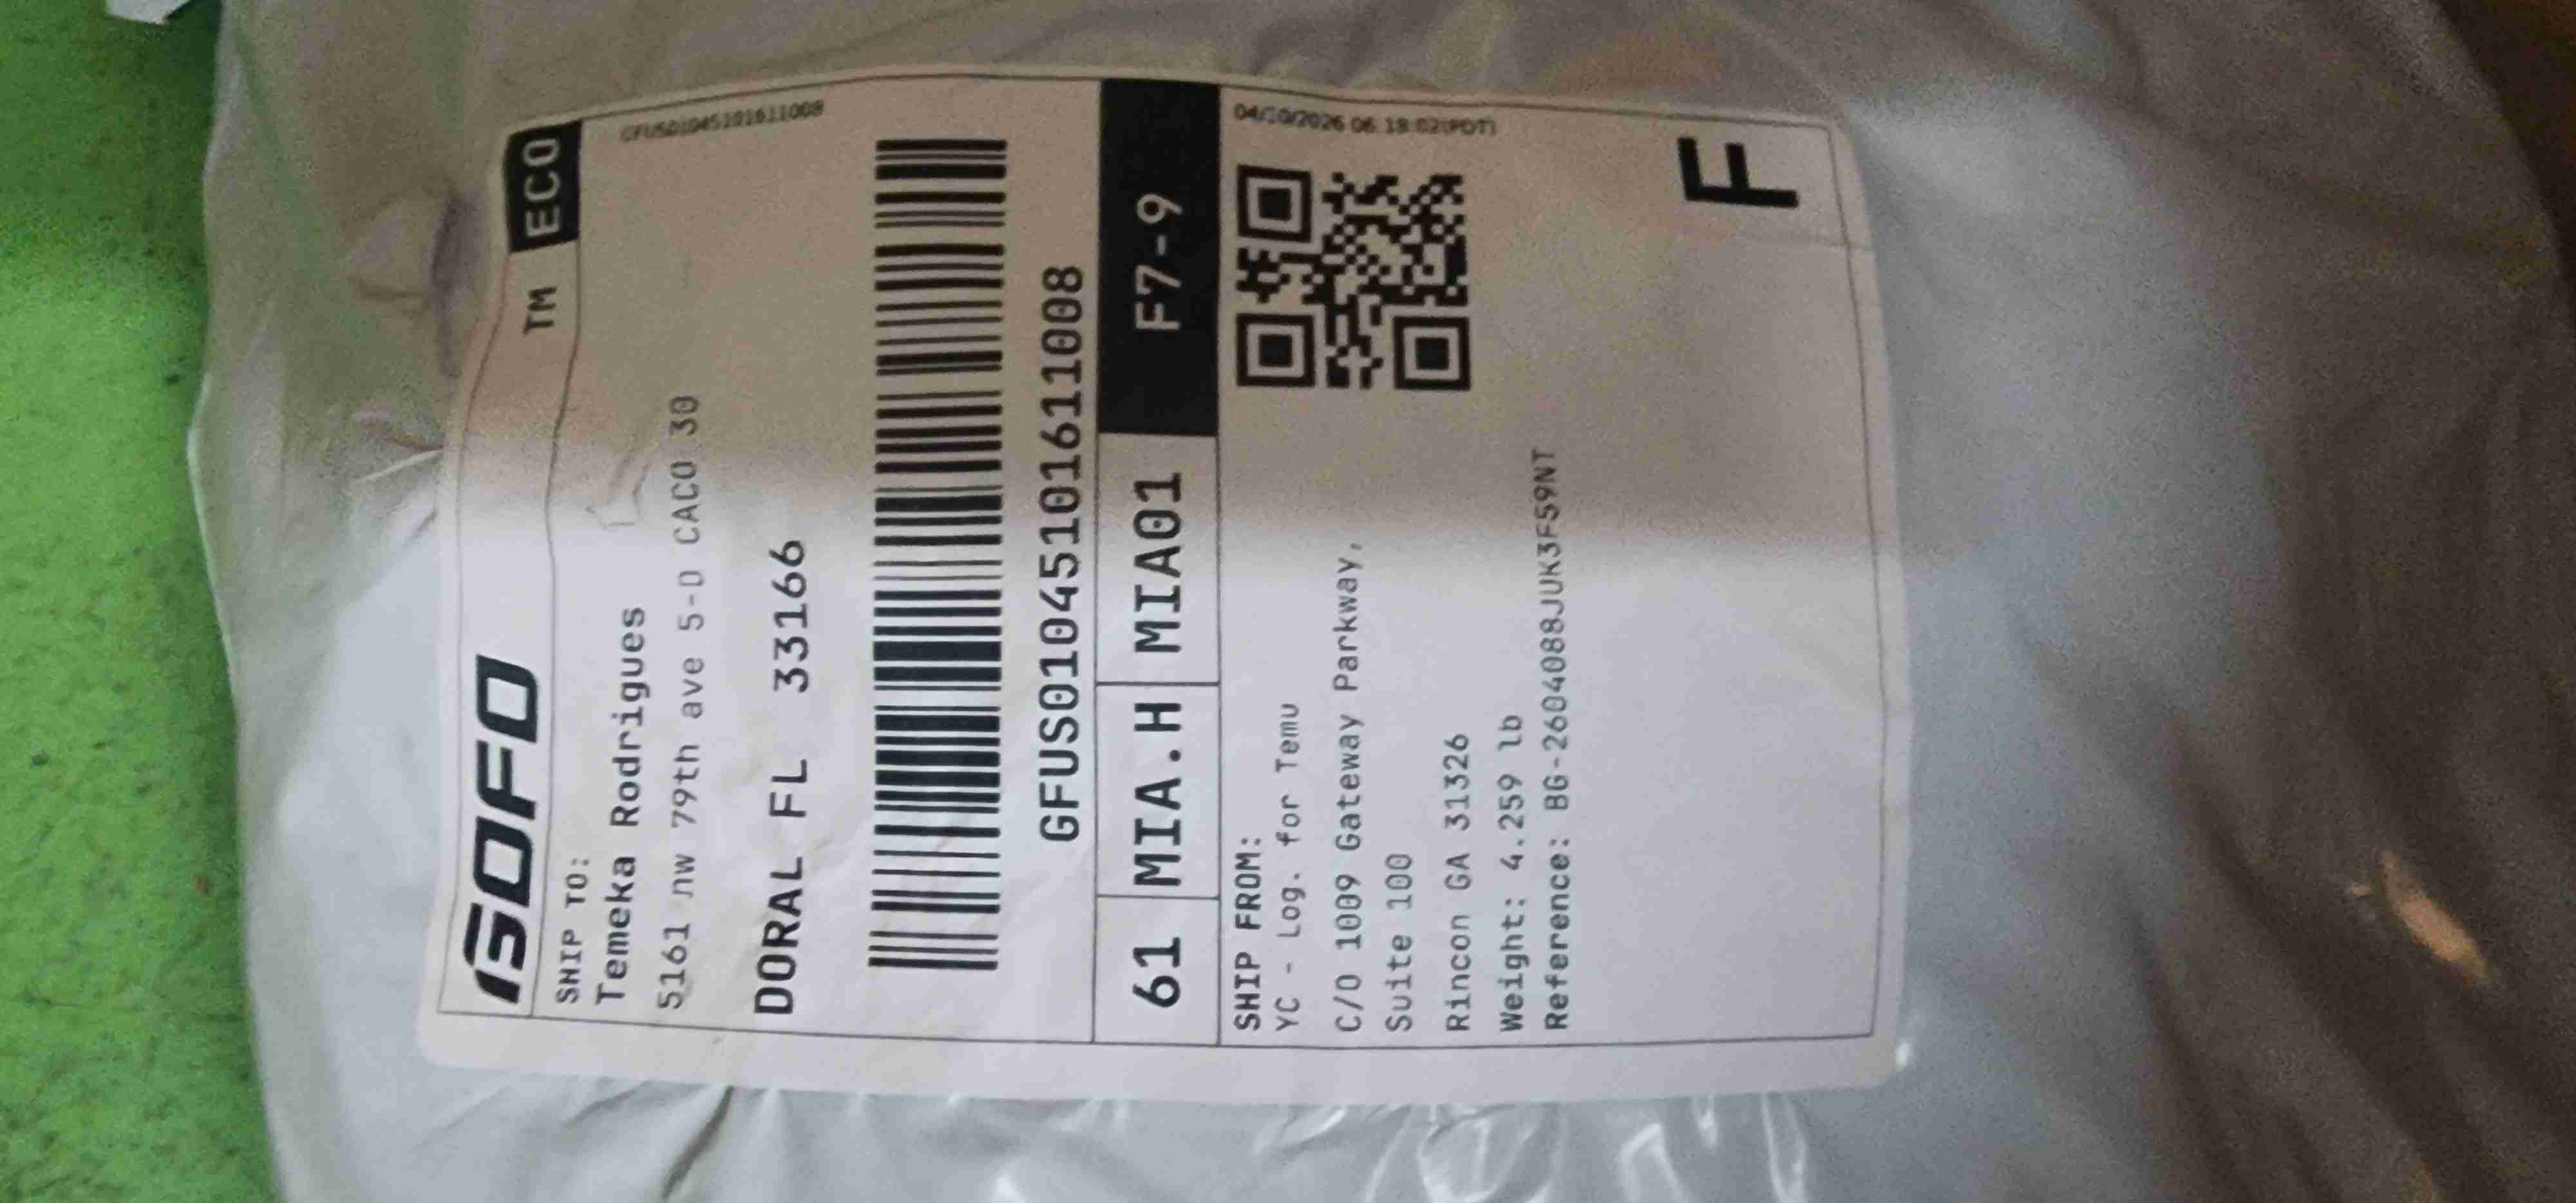 GOFO TM ECO
GFUS01045101611008
SHIP TO:
Temeka Rodrigues
5161 nw 79th ave 5-D CACO 30
DORAL FL 33166
GFUS01045101611008
61 MIA.H MIA01 F7-9
04/10/2026 06:18:02(PDT)
SHIP FROM:
YC - Log. for Temu
C/O 1009 Gateway Parkway,
Suite 100
Rincon GA 31326
Weight: 4.259 lb
Reference: BG-2604088JUK3F59NT
F